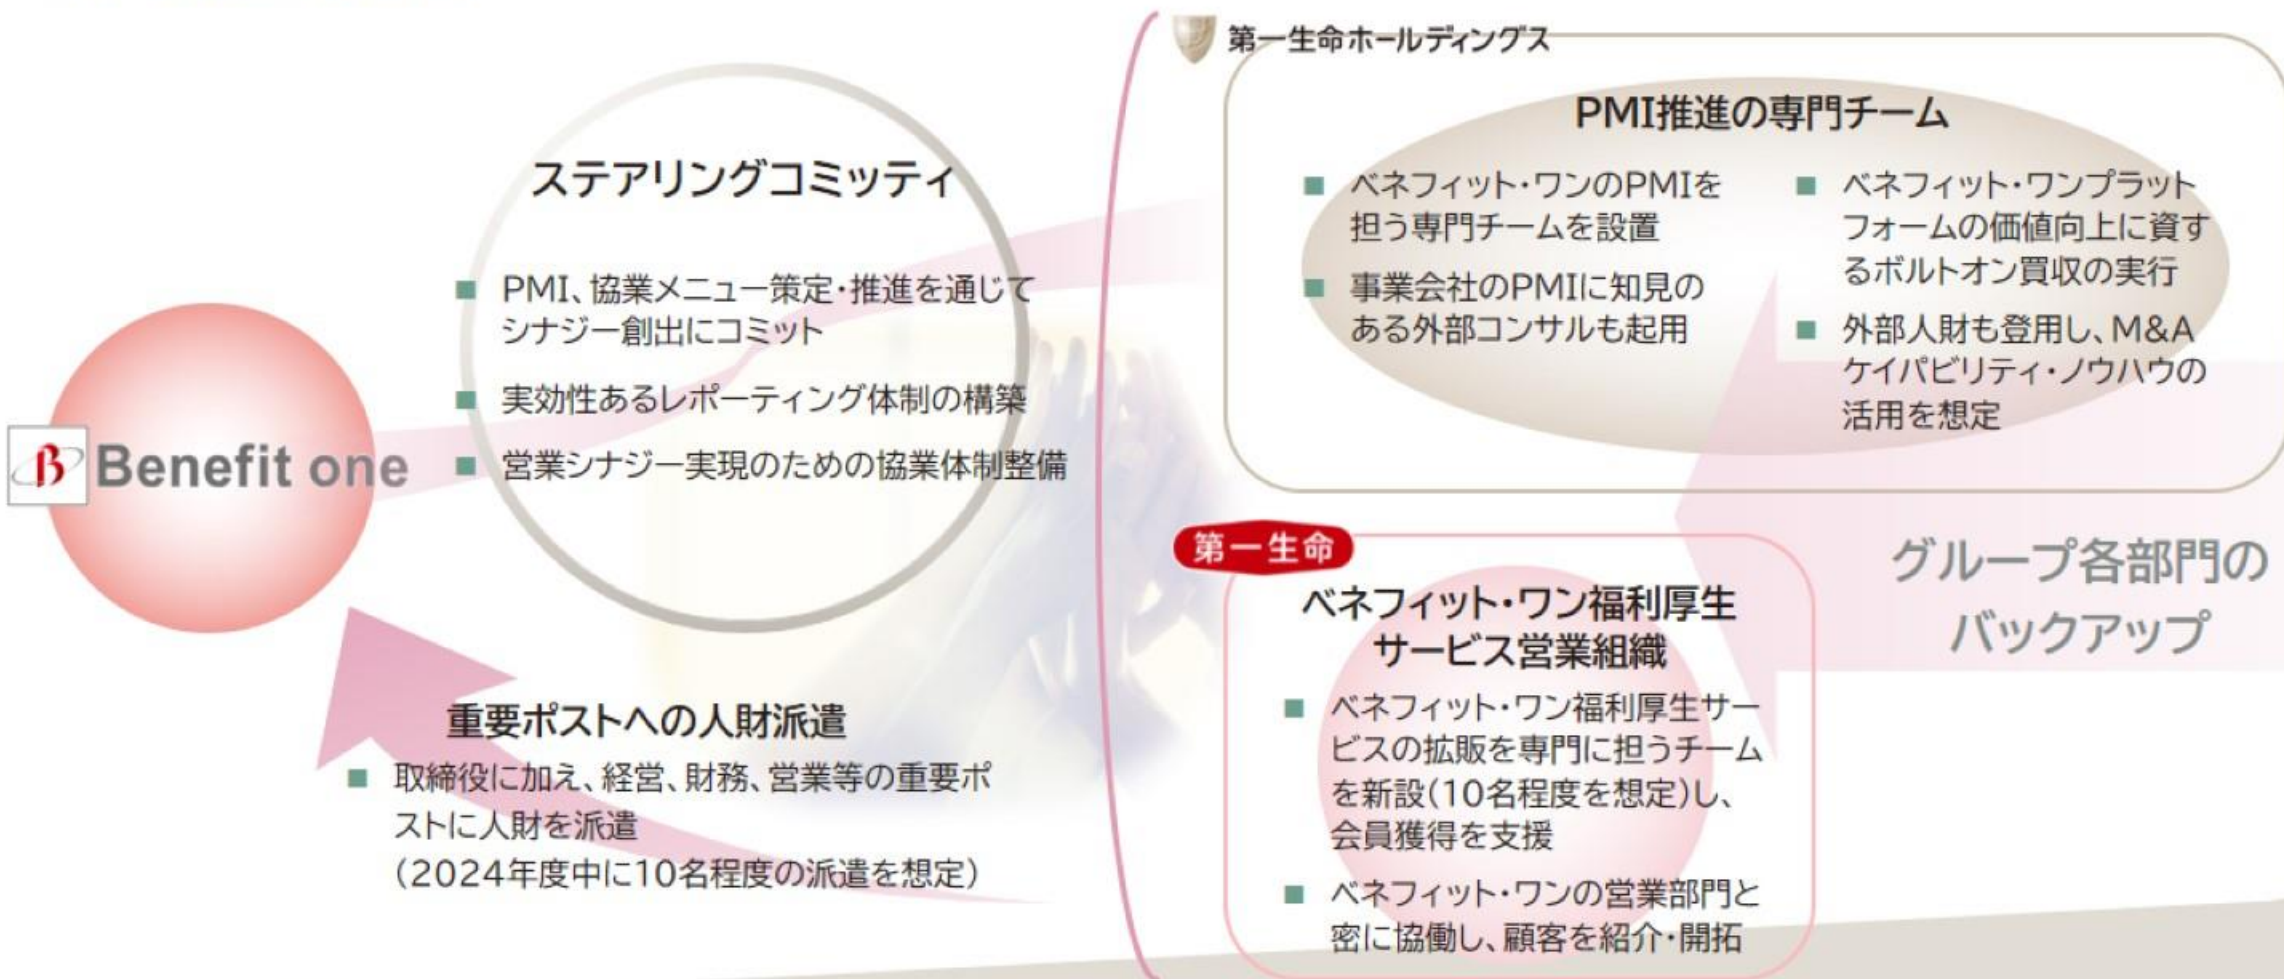 第一生命ホールディングス
PMI推進の専門チーム
■ ベネフィット・ワンのPMIを
担う専門チームを設置
■ 事業会社のPMIに知見の
ある外部コンサルも起用
■ ベネフィット・ワンプラット
フォームの価値向上に資す
るボルトオン買収の実行
■ 外部人財も登用し、M&A
ケイパビリティ・ノウハウの
活用を想定
ステアリングコミッティ
■ PMI、協業メニュー策定・推進を通じて
シナジー創出にコミット
■ 実効性あるレポーティング体制の構築
■ 営業シナジー実現のための協業体制整備
Benefit one
重要ポストへの人財派遣
■ 取締役に加え、経営、財務、営業等の重要ポ
ストに人財を派遣
(2024年度中に10名程度の派遣を想定)
第一生命
ベネフィット・ワン福利厚生
サービス営業組織
■ ベネフィット・ワン福利厚生サー
ビスの拡販を専門に担うチーム
を新設(10名程度を想定)し、
会員獲得を支援
■ ベネフィット・ワンの営業部門と
密に協働し、顧客を紹介・開拓
グループ各部門の
バックアップ